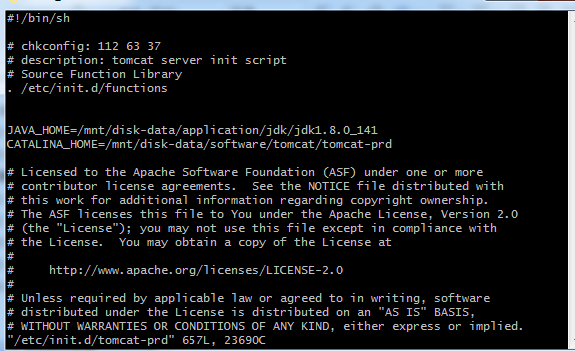 #!/bin/sh
# chkconfig: 112 63 37
# description: tomcat server init script
# Source Function Library
. /etc/init.d/functions
JAVA_HOME=/mnt/disk-data/application/jdk/jdk1.8.0_141
CATALINA_HOME=/mnt/disk-data/software/tomcat/tomcat-prd
# Licensed to the Apache Software Foundation (ASF) under one or more
# contributor license agreements.  See the NOTICE file distributed with
# this work for additional information regarding copyright ownership.
# The ASF licenses this file to You under the Apache License, Version 2.0
# (the "License"); you may not use this file except in compliance with
# the License.  You may obtain a copy of the License at
#
#     http://www.apache.org/licenses/LICENSE-2.0
#
# Unless required by applicable law or agreed to in writing, software
# distributed under the License is distributed on an "AS IS" BASIS,
# WITHOUT WARRANTIES OR CONDITIONS OF ANY KIND, either express or implied.
"/etc/init.d/tomcat-prd" 657L, 23690C